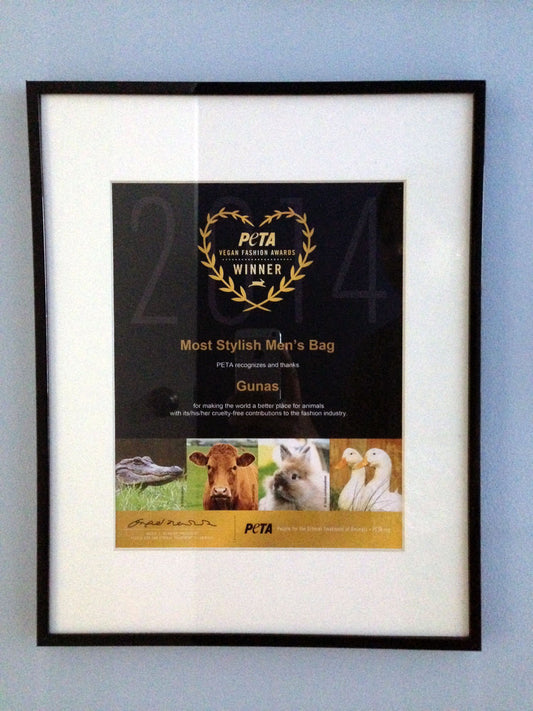 2014
PETA
VEGAN FASHION AWARDS
WINNER
Most Stylish Men's Bag
PETA recognizes and thanks
Gunas
for making the world a better place for animals
with its/his/her cruelty-free contributions to the fashion industry.
PETA People for the Ethical Treatment of Animals